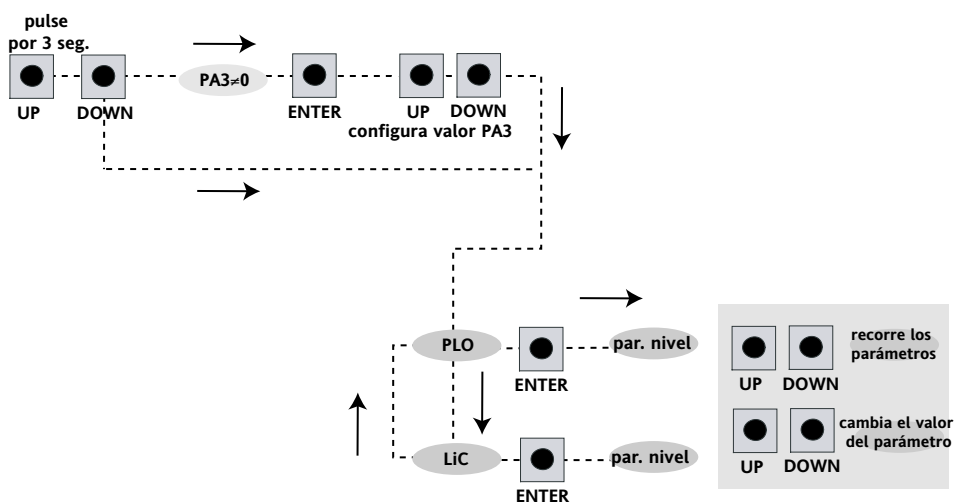 pulse
por 3 seg.
UP
DOWN
PA3≠0
ENTER
UP
DOWN
configura valor PA3
PLO
ENTER
par. nivel
LiC
ENTER
par. nivel
recorre los
parámetros
UP
DOWN
cambia el valor
del parámetro
UP
DOWN